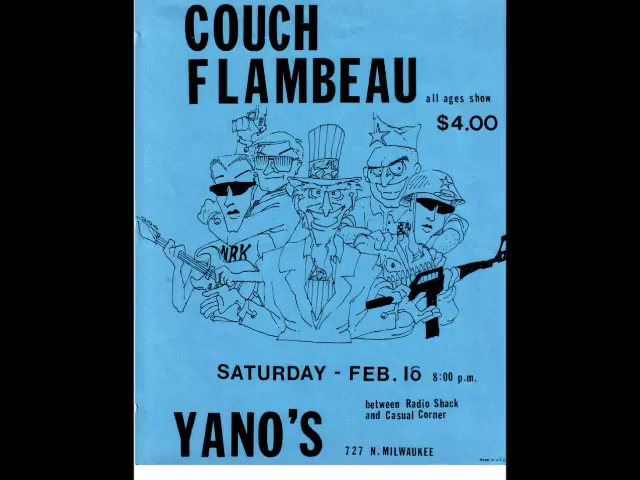 COUCH
FLAMBEAU
all ages show
$4.00
NRK
SATURDAY - FEB. 16 8:00 p.m.
between Radio Shack
and Casual Corner
YANO'S 727 N. MILWAUKEE